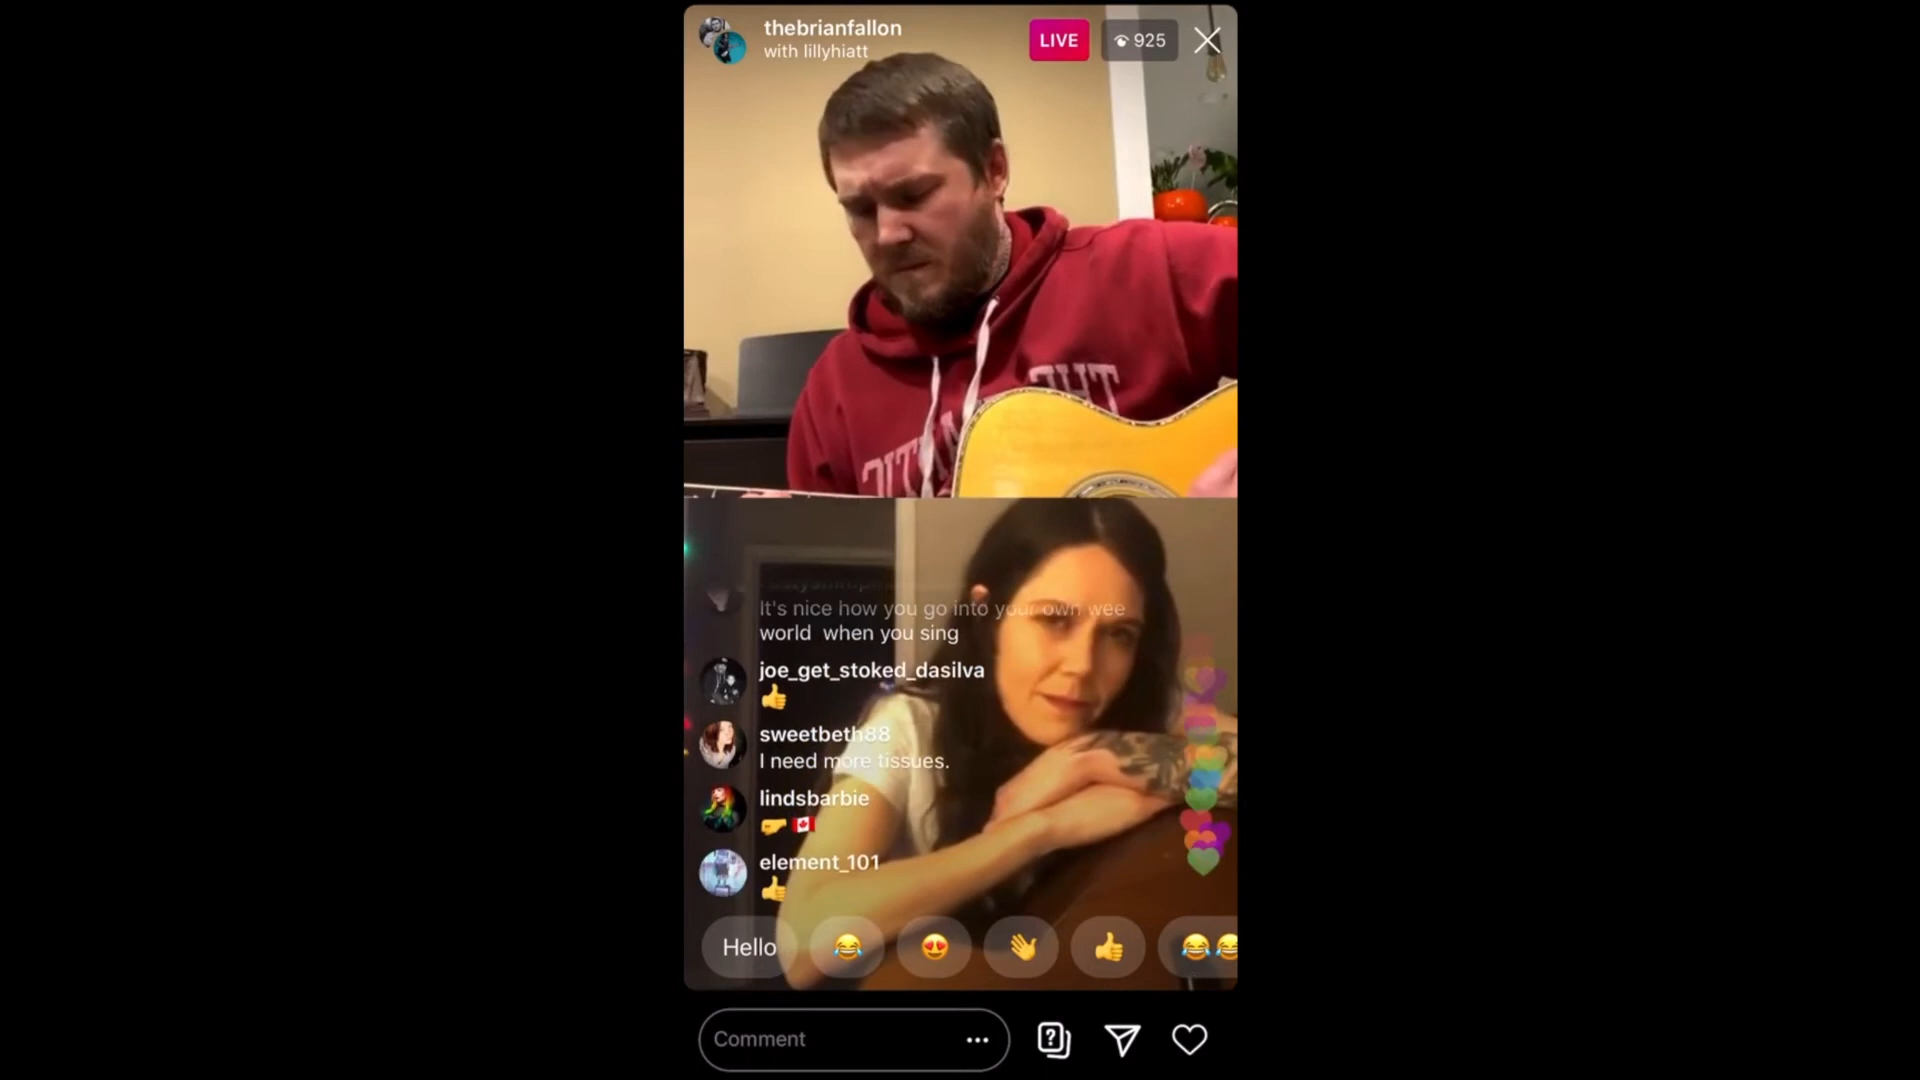 thebrianfallon
with lillyhiatt
LIVE
925
THE
It's nice how you go into your own wee
world when you sing
joe_get_stoked_dasilva
👍
sweetbeth88
I need more tissues.
lindsbarbie
🤛🇨🇦
element_101
👍
Hello 😂 😍 👋 👍 😂😂
Comment